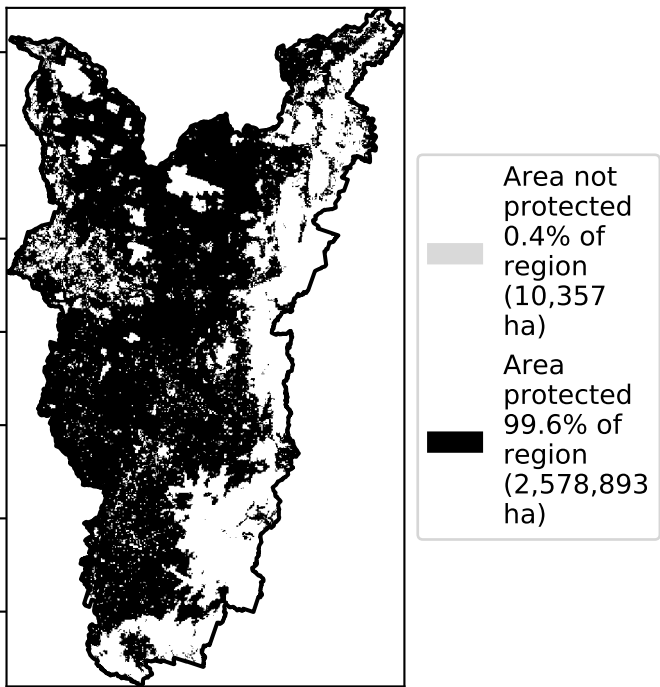 Area not
protected
0.4% of
region
(10,357
ha)
Area
protected
99.6% of
region
(2,578,893
ha)